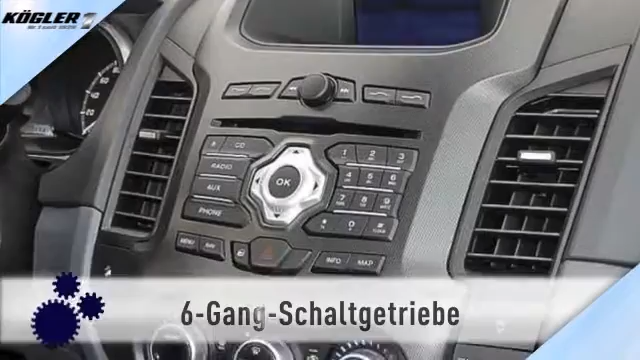 KÖGLER 1
CD
RADIO
AUX
PHONE
MENU
OK
1 2 3
4 5 6
7 8 9
* 0 #
INFO MAP
6-Gang-Schaltgetriebe